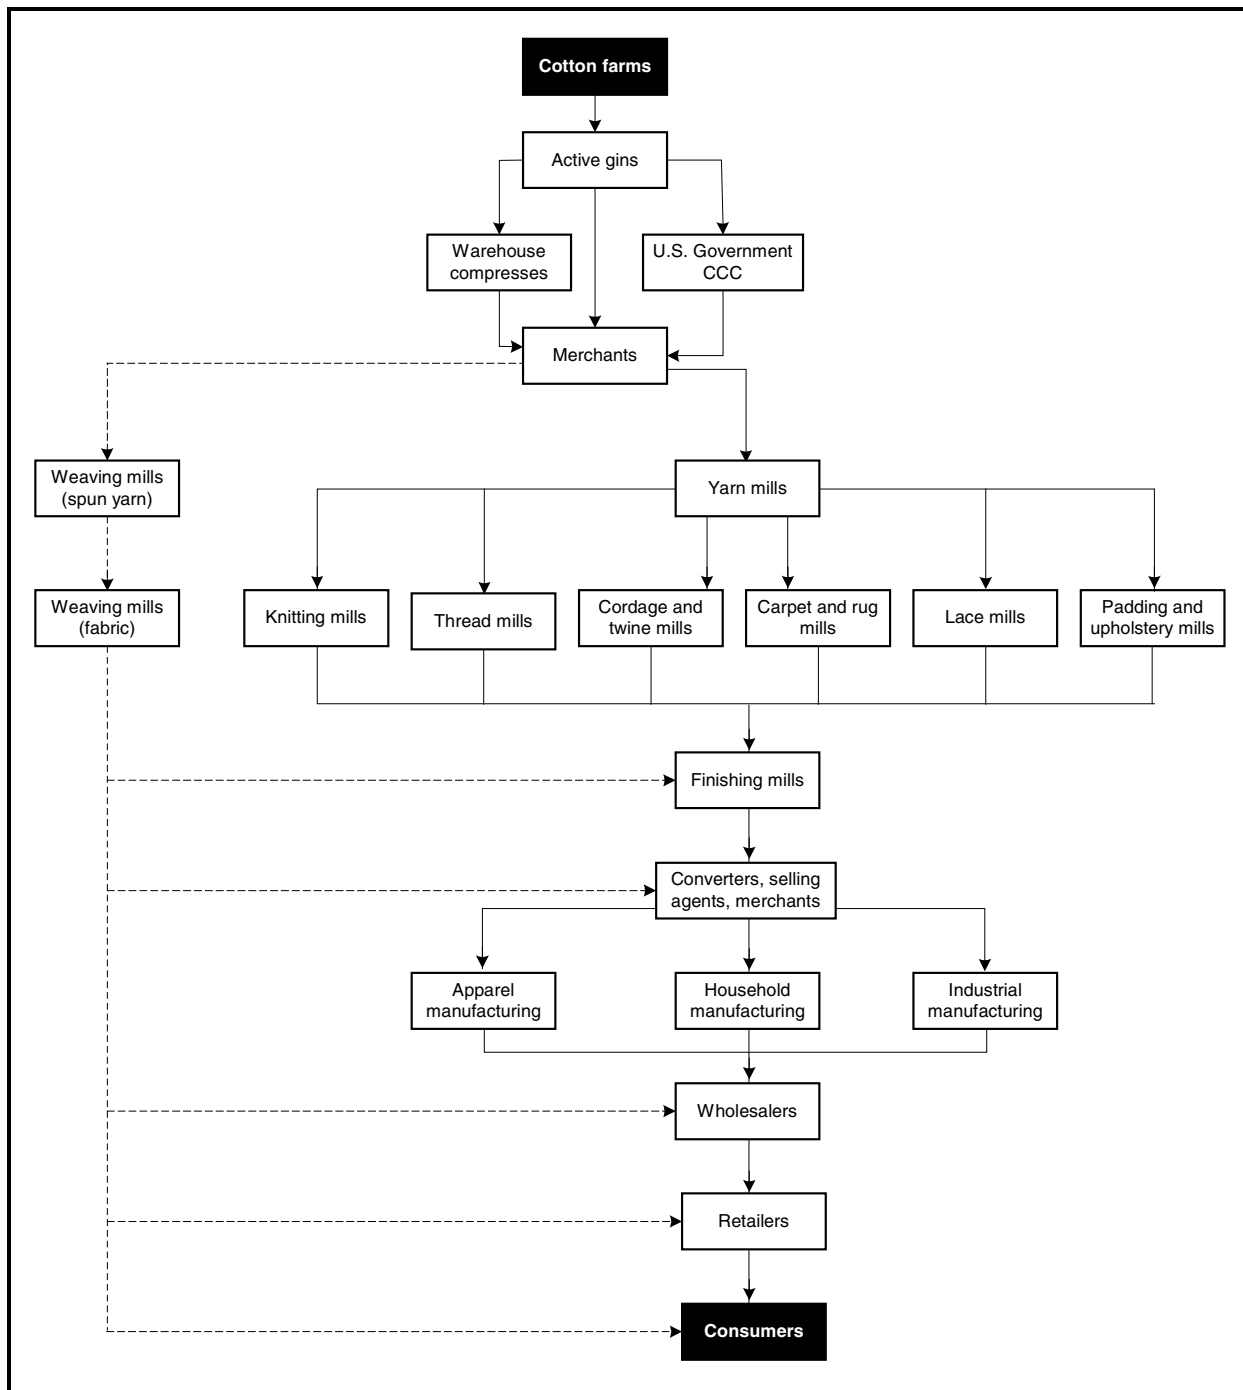 Cotton farms
Active gins
Warehouse
compresses
U.S. Government
CCC
Merchants
Weaving mills
(spun yarn)
Yarn mills
Weaving mills
(fabric)
Knitting mills
Thread mills
Cordage and
twine mills
Carpet and rug
mills
Lace mills
Padding and
upholstery mills
Finishing mills
Converters, selling
agents, merchants
Apparel
manufacturing
Household
manufacturing
Industrial
manufacturing
Wholesalers
Retailers
Consumers